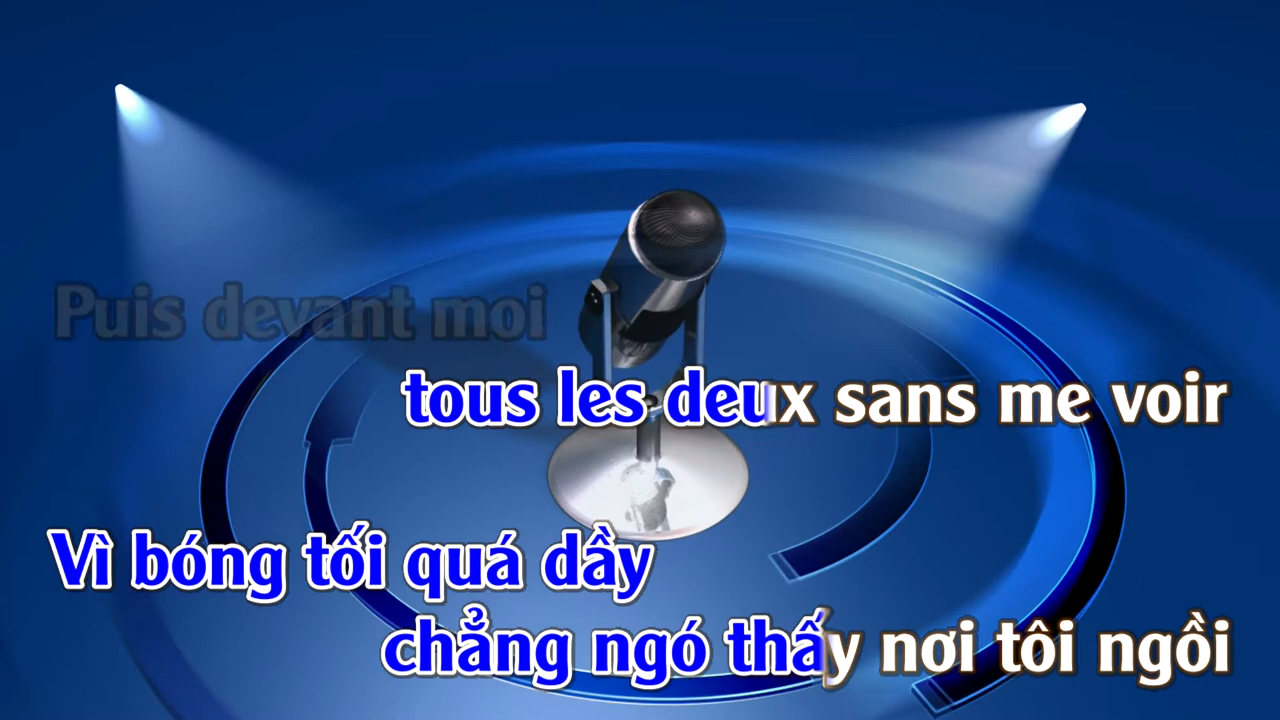 Puis devant moi
tous les deux sans me voir
Vì bóng tối quá dầy
chẳng ngó thấy nơi tôi ngồi